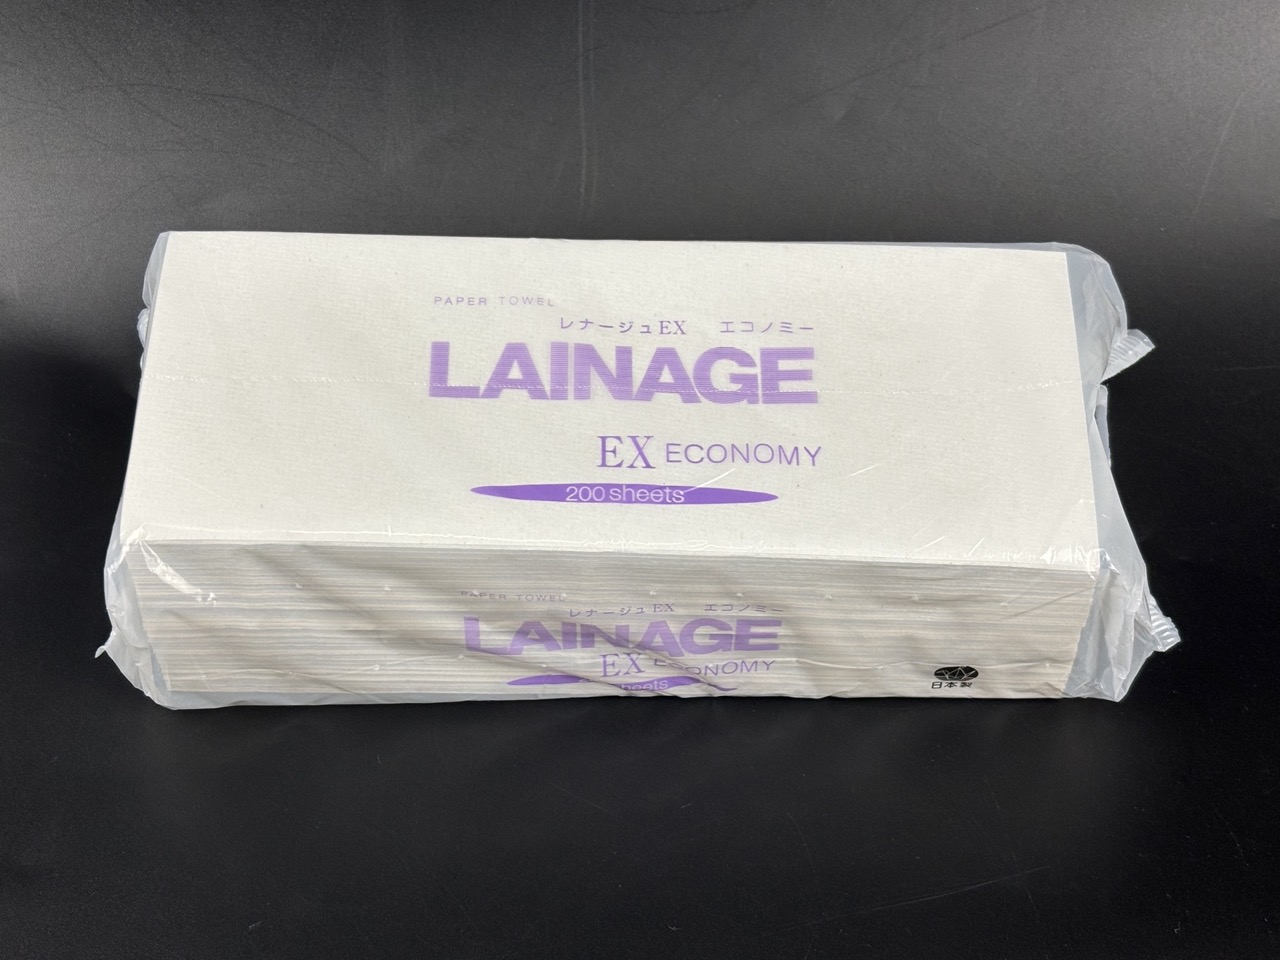 PAPER TOWEL
レナージュEX エコノミー
LAINAGE
EX ECONOMY
200 sheets
PAPER TOWEL
レナージュEX エコノミー
LAINAGE
EX ECONOMY
sheets
日本製